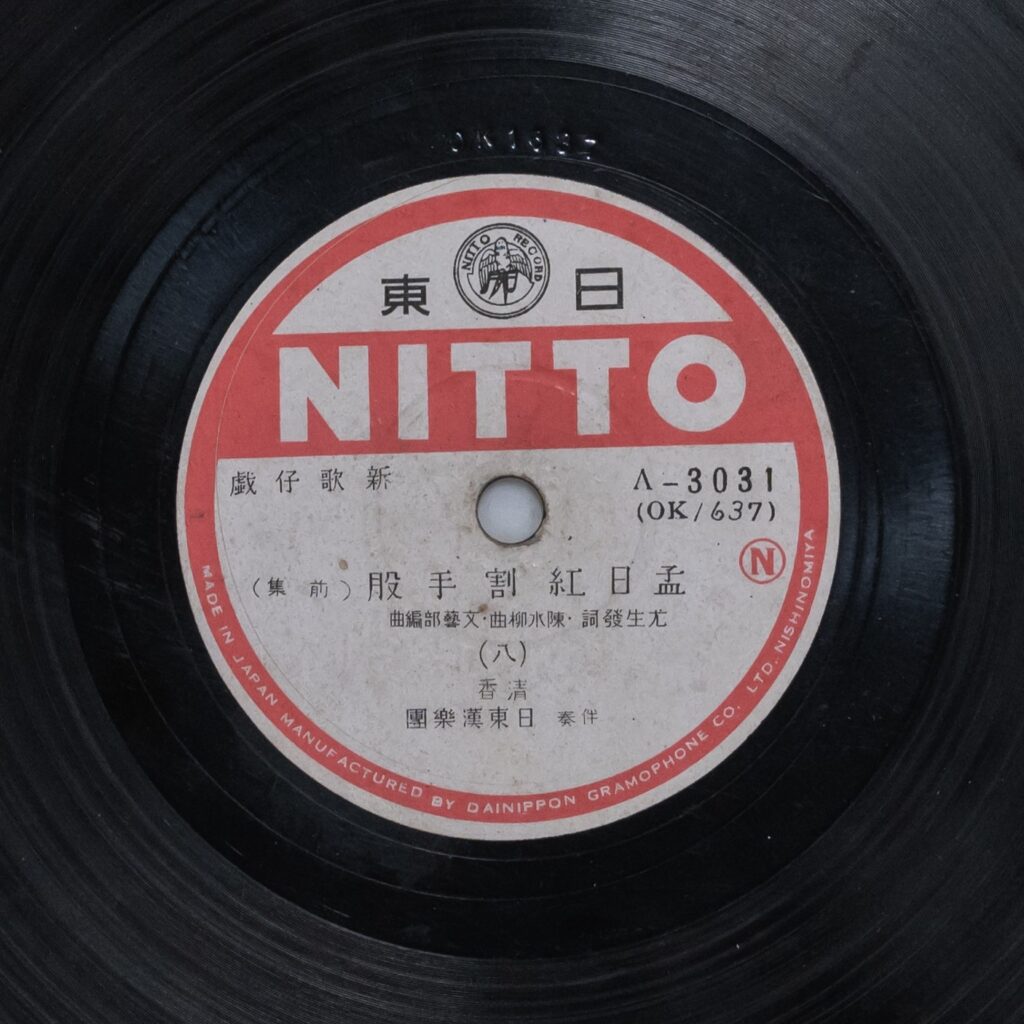 NITTO RECORD
日東
NITTO
新歌仔戯
A-3031
(OK/637)
N
孟日紅割手股(前集)
尤生發詞・陳水柳曲・文藝部編曲
(八)
清香
伴奏 日東漢樂團
MADE IN JAPAN MANUFACTURED BY DAINIPPON GRAMOPHONE CO. LTD. NISHINOMIYA